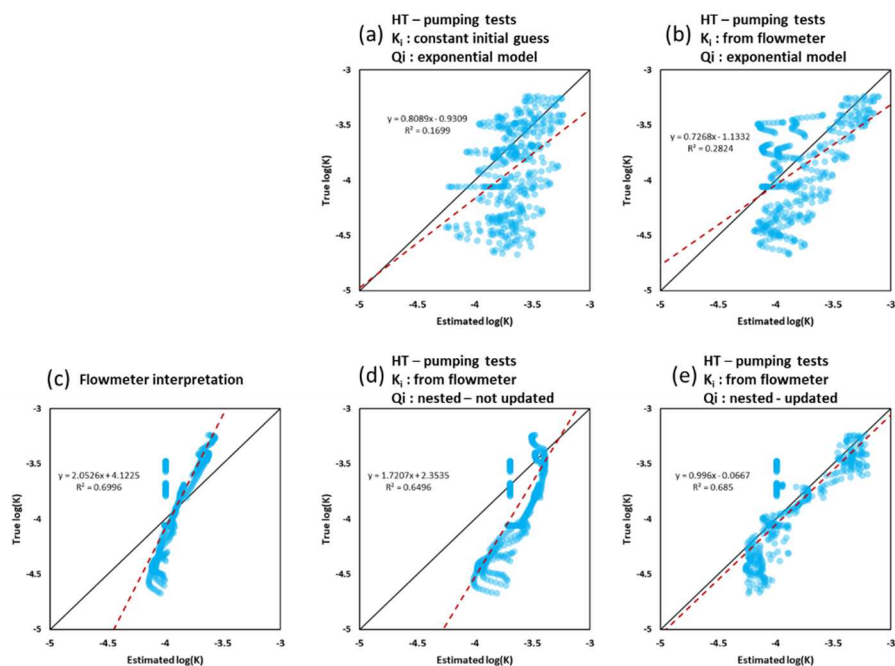 (a)
HT – pumping tests
Kᵢ : constant initial guess
Qi : exponential model
-3
-3.5
-4
-4.5
-5
True log(K)
y = 0.8089x - 0.9309
R² = 0.1699
-5
-4.5
-4
-3.5
-3
Estimated log(K)
(b)
HT – pumping tests
Kᵢ : from flowmeter
Qi : exponential model
-3
-3.5
-4
-4.5
-5
True log(K)
y = 0.7268x - 1.1332
R² = 0.2824
-5
-4.5
-4
-3.5
-3
Estimated log(K)
(c) Flowmeter interpretation
-3
-3.5
-4
-4.5
-5
True log(K)
y = 2.0526x + 4.1225
R² = 0.6996
-5
-4.5
-4
-3.5
-3
Estimated log(K)
(d)
HT – pumping tests
Kᵢ : from flowmeter
Qi : nested – not updated
-3
-3.5
-4
-4.5
-5
True log(K)
y = 1.7207x + 2.3535
R² = 0.6496
-5
-4.5
-4
-3.5
-3
Estimated log(K)
(e)
HT – pumping tests
Kᵢ : from flowmeter
Qi : nested - updated
-3
-3.5
-4
-4.5
-5
True log(K)
y = 0.996x - 0.0667
R² = 0.685
-5
-4.5
-4
-3.5
-3
Estimated log(K)